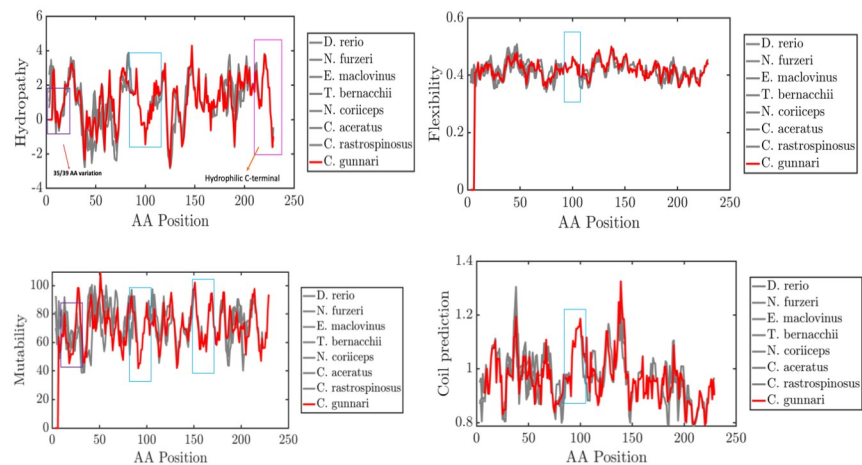 6
4
2
0
-2
-4
Hydropathy
35/39 AA variation
Hydrophilic C-terminal
0
50
100
150
200
250
AA Position
D. rerio
N. furzeri
E. maclovinus
T. bernacchii
N. coriiceps
C. aceratus
C. rastrospinosus
C. gunnari
0.6
0.4
0.2
0
Flexibility
0
50
100
150
200
250
AA Position
D. rerio
N. furzeri
E. maclovinus
T. bernacchii
N. coriiceps
C. aceratus
C. rastrospinosus
C. gunnari
100
80
60
40
20
0
Mutability
0
50
100
150
200
250
AA Position
D. rerio
N. furzeri
E. maclovinus
T. bernacchii
N. coriiceps
C. aceratus
C. rastrospinosus
C. gunnari
1.4
1.2
1
0.8
Coil prediction
0
50
100
150
200
250
AA Position
D. rerio
N. furzeri
E. maclovinus
T. bernacchii
N. coriiceps
C. aceratus
C. rastrospinosus
C. gunnari